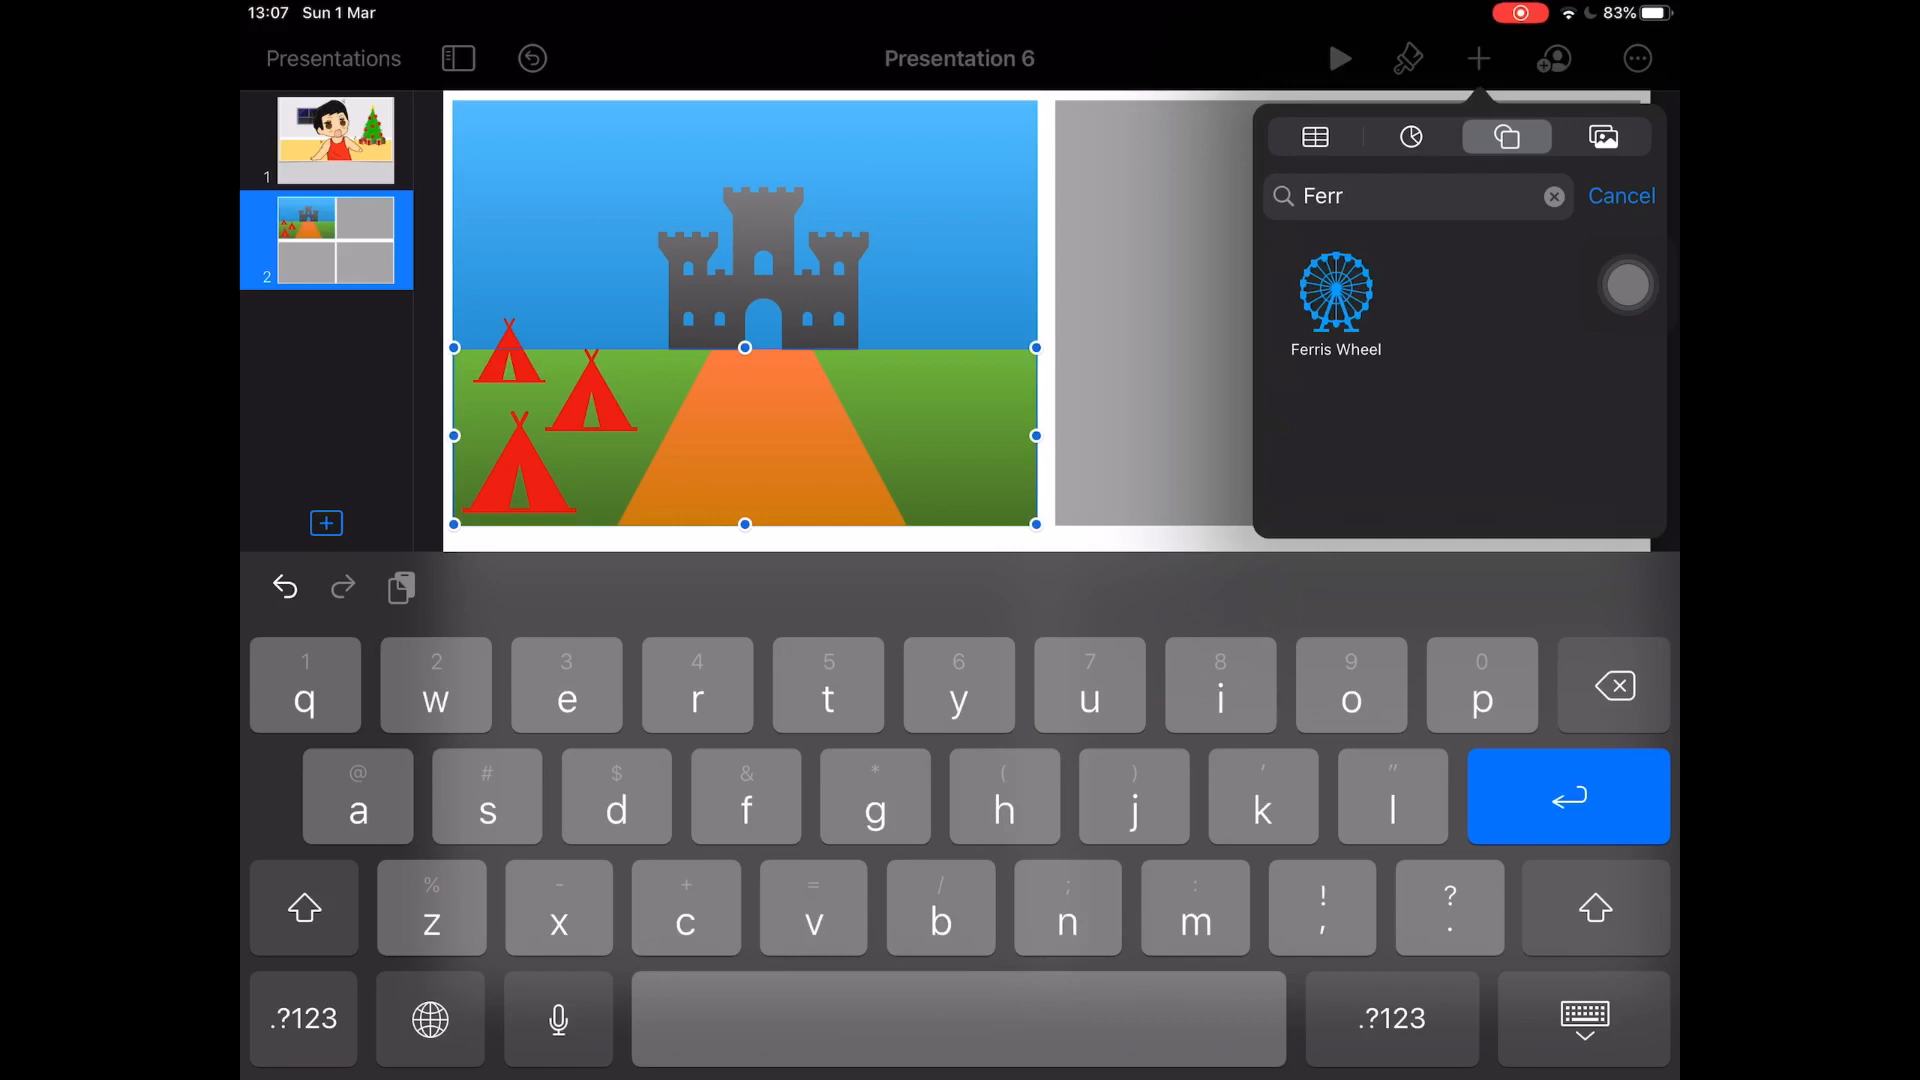 13:07 Sun 1 Mar
83%
Presentations
Presentation 6
1
2
Ferr
Cancel
Ferris Wheel
1 2 3 4 5 6 7 8 9 0
q w e r t y u i o p
@ # $ & * ( ) ' "
a s d f g h j k l
% - + = / ; : ! ?
z x c v b n m , .
.?123 .?123